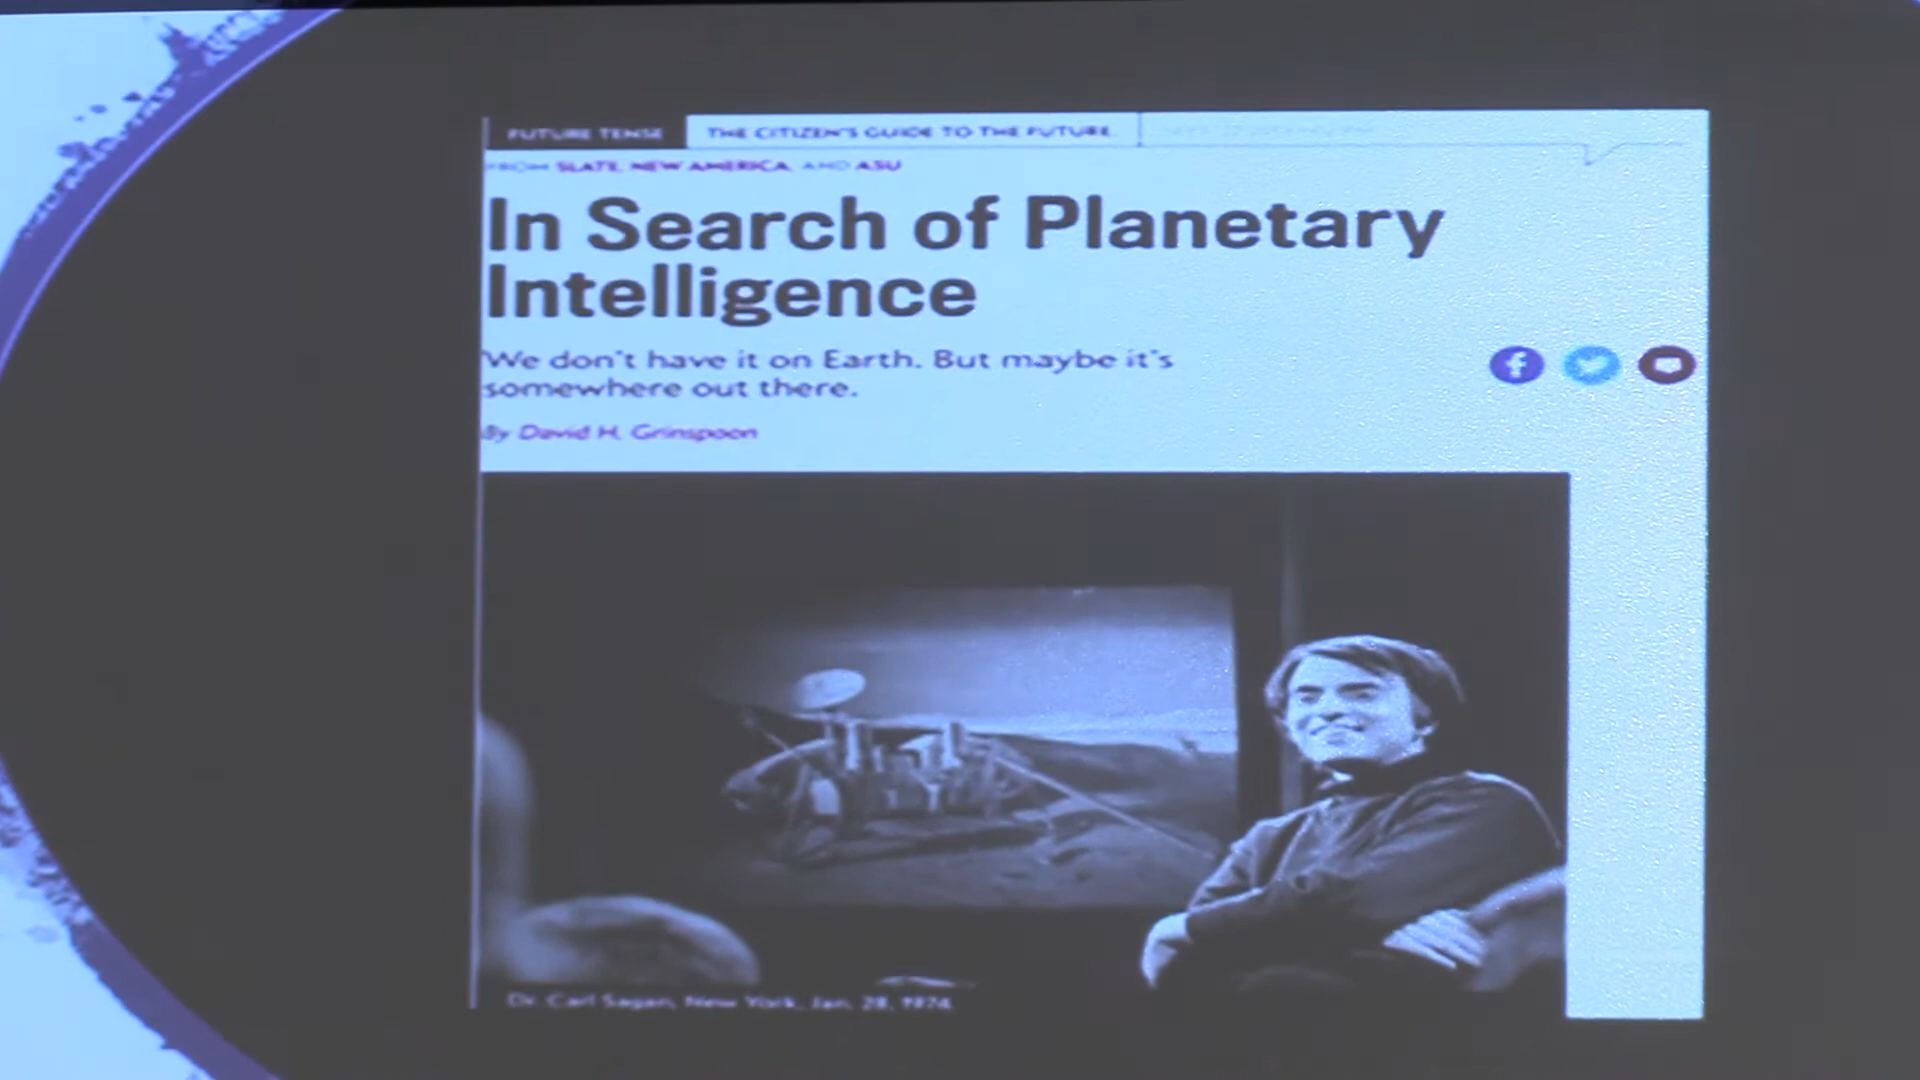 FUTURE TENSE
THE CITIZEN'S GUIDE TO THE FUTURE.
FROM SLATE, NEW AMERICA, AND ASU
In Search of Planetary
Intelligence
We don't have it on Earth. But maybe it's
somewhere out there.
By David H. Grinspoon
Dr. Carl Sagan, New York, Jan. 28, 1974.